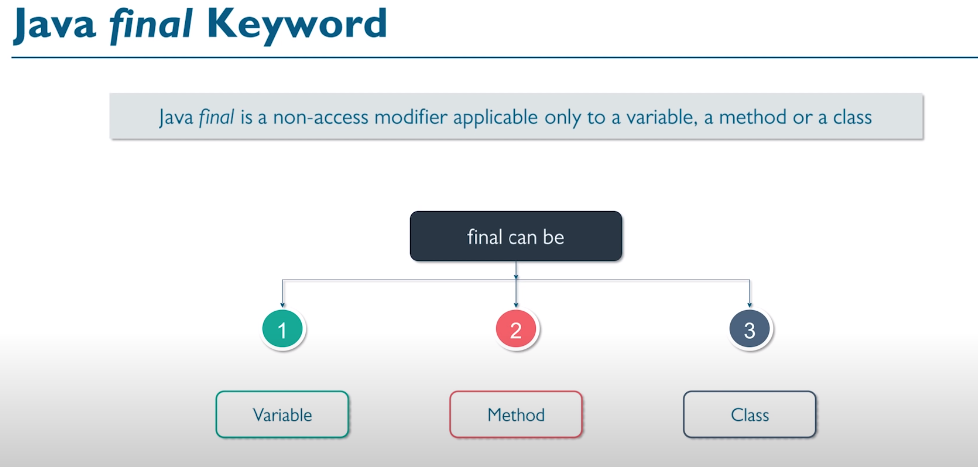 Java final Keyword
Java final is a non-access modifier applicable only to a variable, a method or a class
final can be
1
2
3
Variable
Method
Class